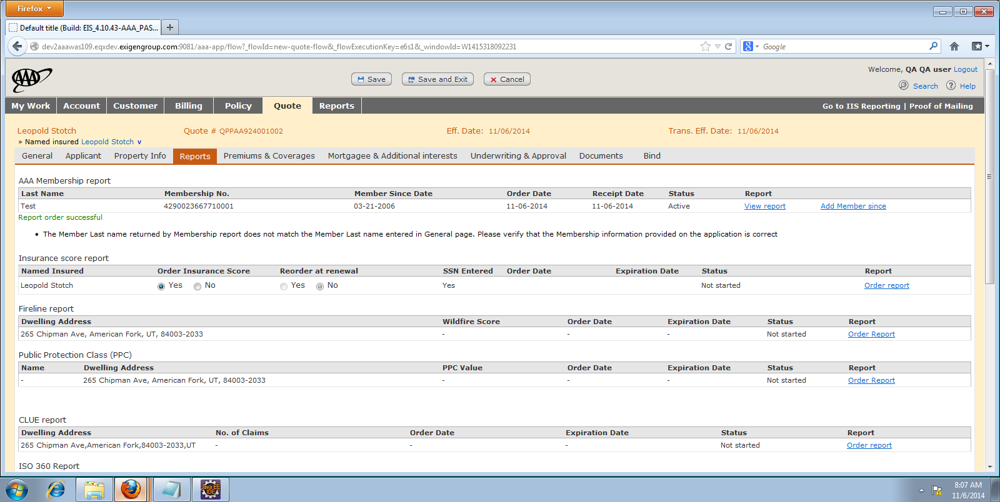 Firefox
Default title (Build: EIS_4.10.43-AAA_PAS...
dev2aaawas109.eqxdev.exigengroup.com:9081/aaa-app/flow?_flowId=new-quote-flow&_flowExecutionKey=e6s1&_windowId=W1415318092231
Google
AAA
Save Save and Exit Cancel
Welcome, QA QA user Logout
Search Help
My Work Account Customer Billing Policy Quote Reports Go to IIS Reporting | Proof of Mailing
Leopold Stotch Quote # QPPAA924001002 Eff. Date: 11/06/2014 Trans. Eff. Date: 11/06/2014
» Named insured Leopold Stotch v
General Applicant Property Info Reports Premiums & Coverages Mortgagee & Additional interests Underwriting & Approval Documents Bind
AAA Membership report
Last Name Membership No. Member Since Date Order Date Receipt Date Status Report
Test 4290023667710001 03-21-2006 11-06-2014 11-06-2014 Active View report Add Member since
Report order successful
• The Member Last name returned by Membership report does not match the Member Last name entered in General page. Please verify that the Membership information provided on the application is correct
Insurance score report
Named Insured Order Insurance Score Reorder at renewal SSN Entered Order Date Expiration Date Status Report
Leopold Stotch Yes No Yes No Yes Not started Order report
Fireline report
Dwelling Address Wildfire Score Order Date Expiration Date Status Report
265 Chipman Ave, American Fork, UT, 84003-2033 - - - Not started Order Report
Public Protection Class (PPC)
Name Dwelling Address PPC Value Order Date Expiration Date Status Report
- 265 Chipman Ave, American Fork, UT, 84003-2033 - - - Not started Order Report
CLUE report
Dwelling Address No. of Claims Order Date Expiration Date Status Report
265 Chipman Ave,American Fork,84003-2033,UT - - - Not started Order report
ISO 360 Report
Java EE
IDE
8:07 AM
11/6/2014